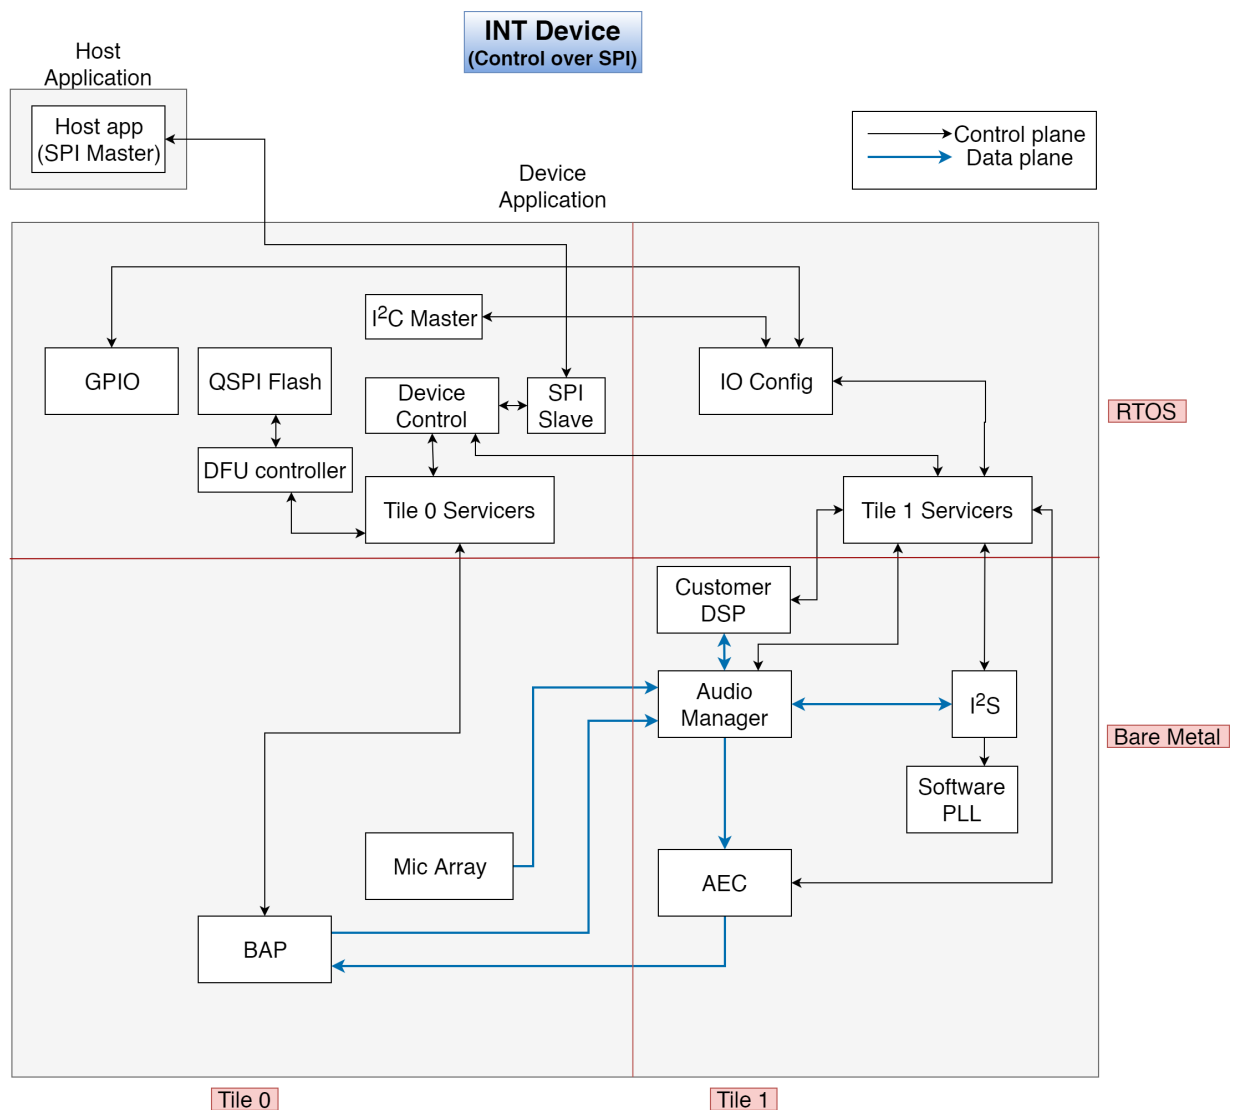 INT Device
(Control over SPI)
Host
Application
Host app
(SPI Master)
Control plane
Data plane
Device
Application
I²C Master
GPIO
QSPI Flash
Device
Control
SPI
Slave
IO Config
RTOS
DFU controller
Tile 0 Servicers
Tile 1 Servicers
Customer
DSP
Audio
Manager
I²S
Bare Metal
Software
PLL
Mic Array
AEC
BAP
Tile 0
Tile 1